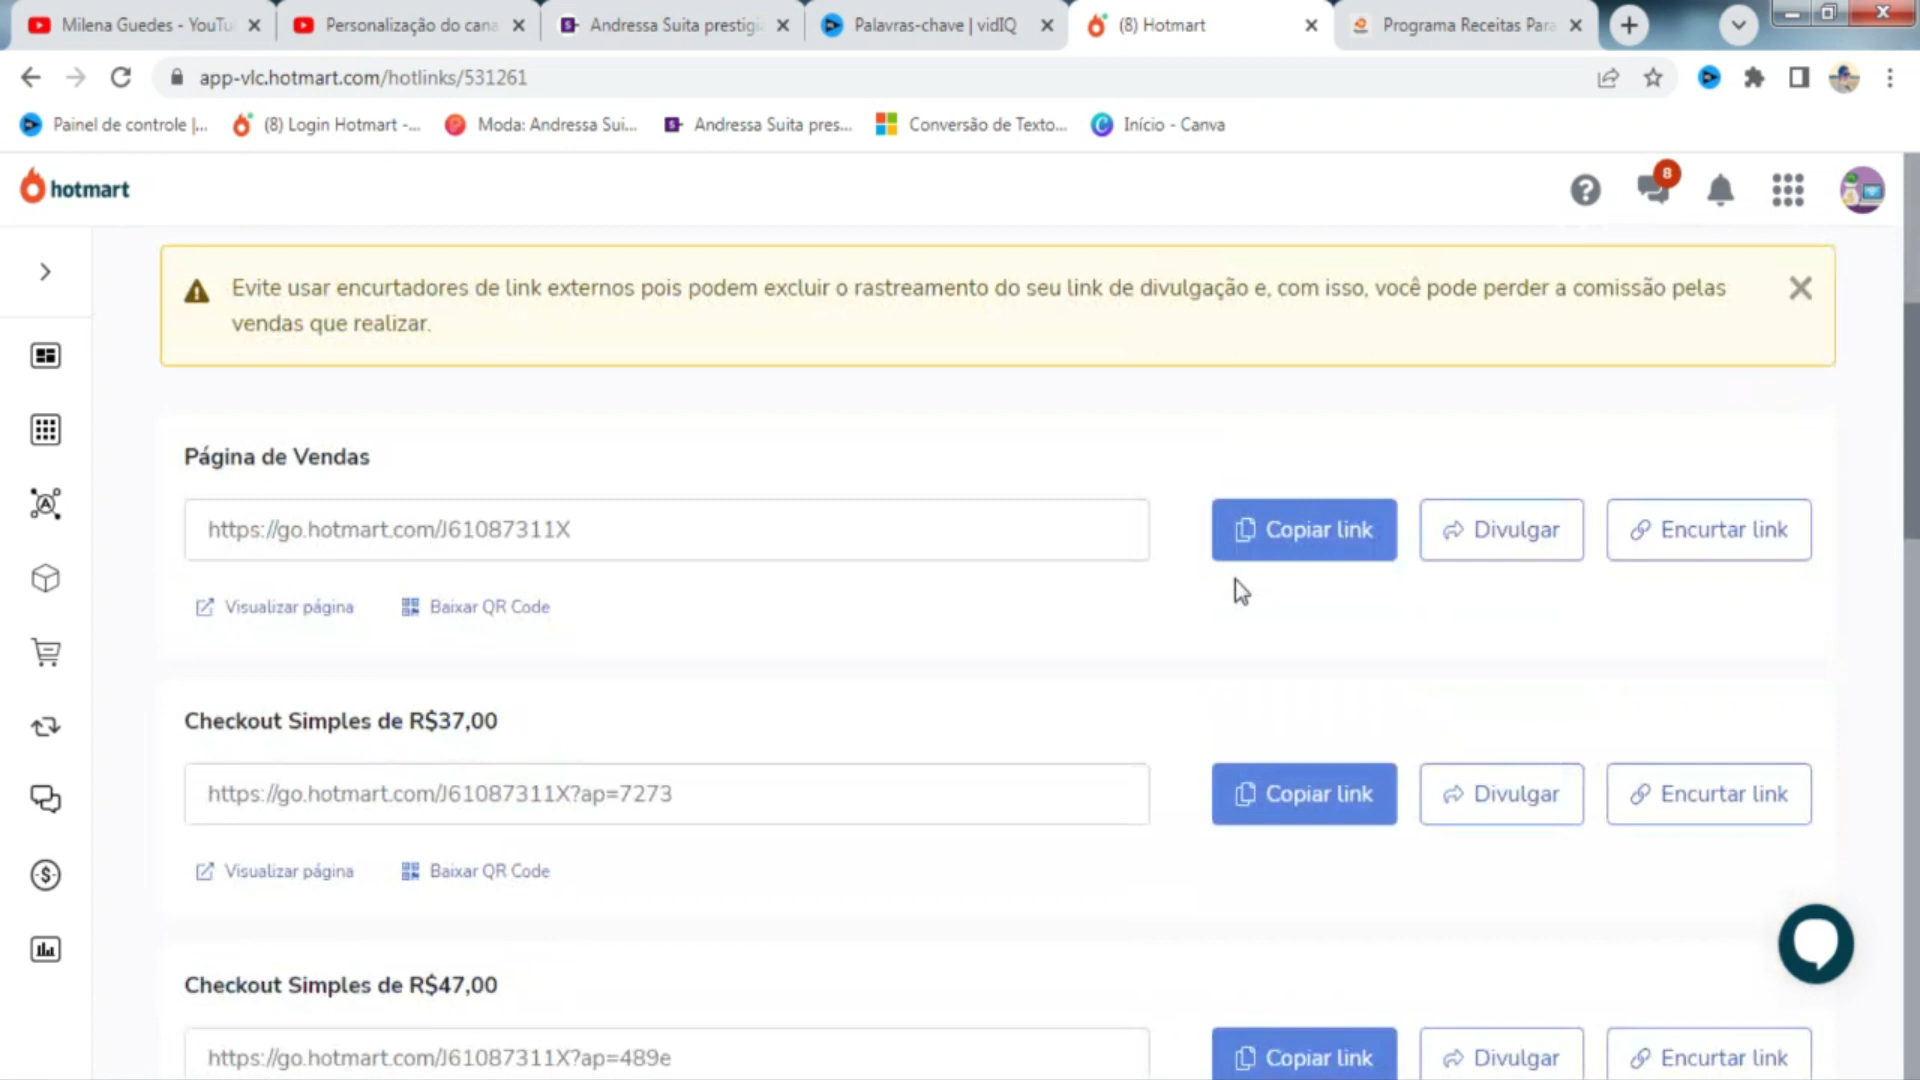 Milena Guedes - YouTu
Personalização do cana
Andressa Suita prestigi
Palavras-chave | vidIQ
(8) Hotmart
Programa Receitas Para
app-vlc.hotmart.com/hotlinks/531261
Painel de controle |...
(8) Login Hotmart -...
Moda: Andressa Sui...
Andressa Suita pres...
Conversão de Texto...
Início - Canva
hotmart
8
Evite usar encurtadores de link externos pois podem excluir o rastreamento do seu link de divulgação e, com isso, você pode perder a comissão pelas
vendas que realizar.
Página de Vendas
https://go.hotmart.com/J61087311X
Copiar link
Divulgar
Encurtar link
Visualizar página
Baixar QR Code
Checkout Simples de R$37,00
https://go.hotmart.com/J61087311X?ap=7273
Copiar link
Divulgar
Encurtar link
Visualizar página
Baixar QR Code
Checkout Simples de R$47,00
https://go.hotmart.com/J61087311X?ap=489e
Copiar link
Divulgar
Encurtar link